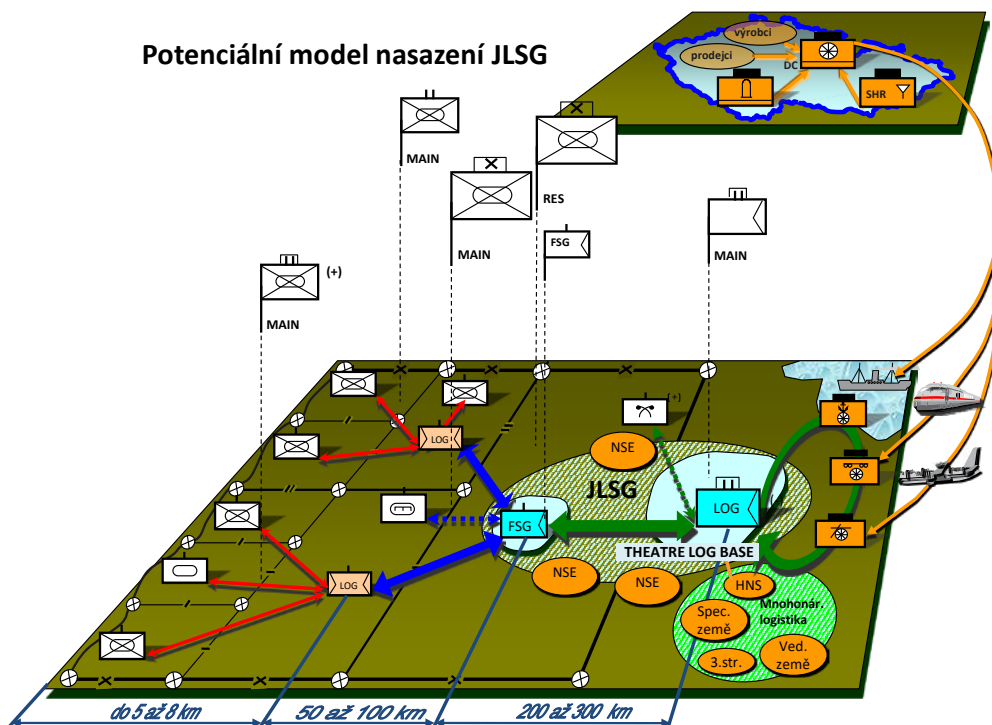 Potenciální model nasazení JLSG
výrobci
prodejci
DC
SHR
MAIN
MAIN
RES
FSG
MAIN
(+)
MAIN
(+)
NSE
LOG
JLSG
FSG
LOG
THEATRE LOG BASE
LOG
NSE
NSE
HNS
Mnohonár.
logistika
Spec.
země
3.str.
Ved.
země
do 5 až 8 km
50 až 100 km
200 až 300 km